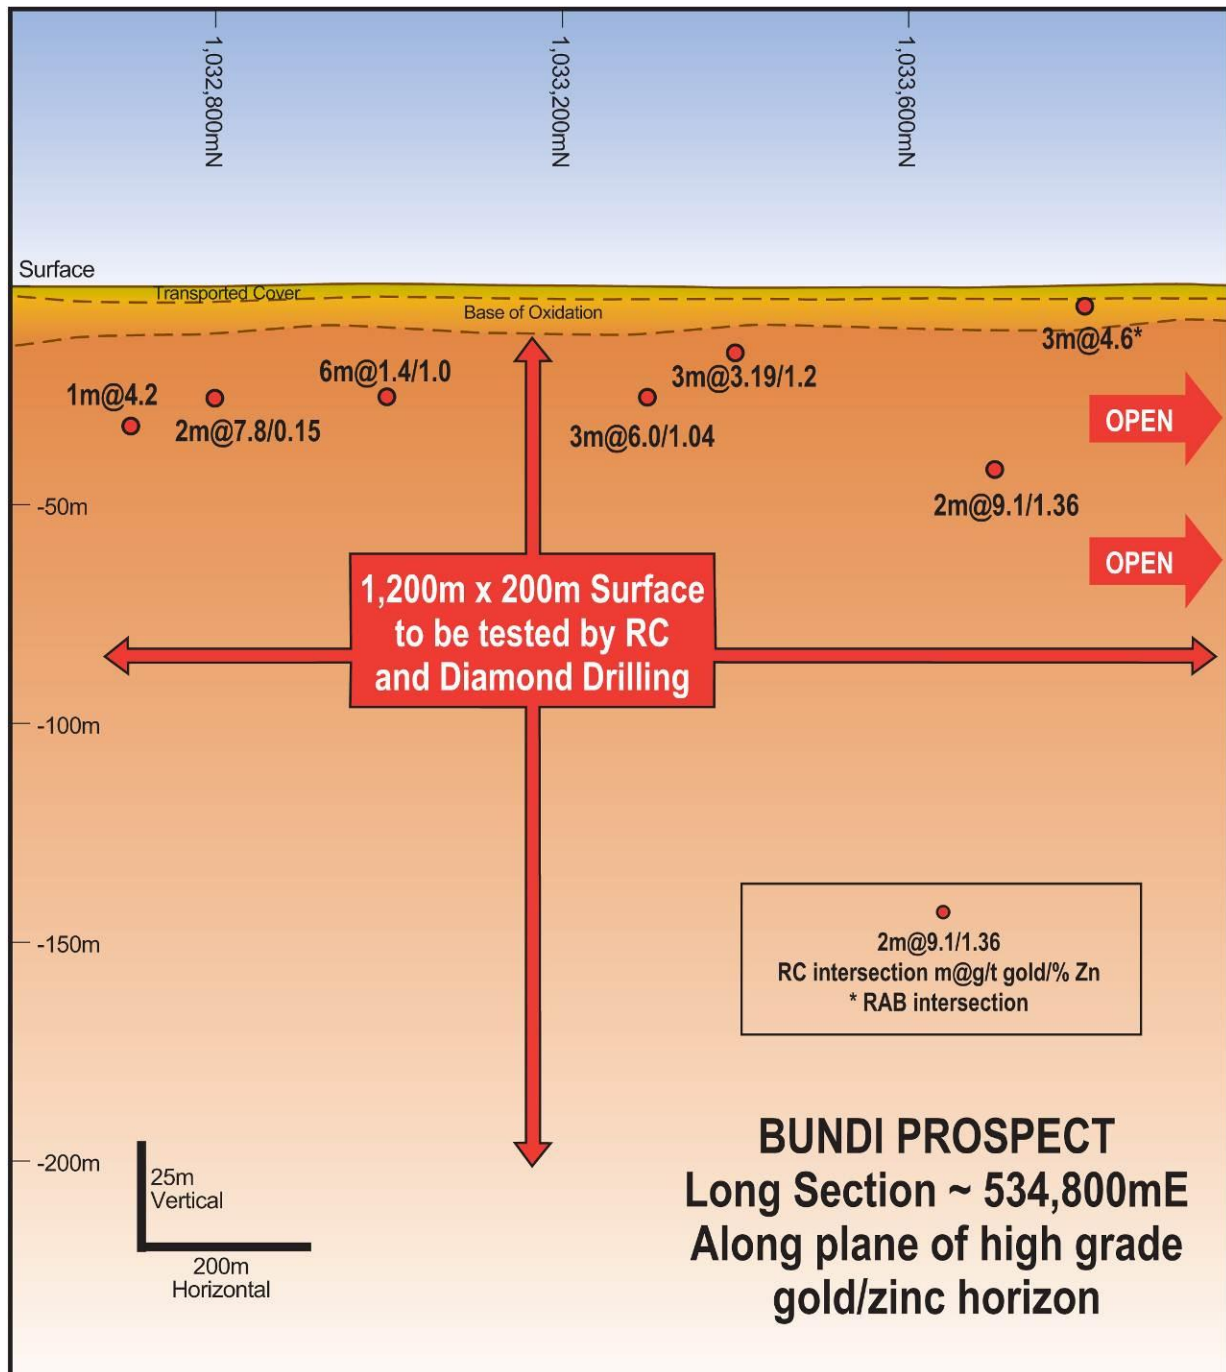 1,032,800mN
1,033,200mN
1,033,600mN
Surface
Transported Cover
Base of Oxidation
3m@4.6*
6m@1.4/1.0
3m@3.19/1.2
1m@4.2
2m@7.8/0.15
3m@6.0/1.04
OPEN
-50m
2m@9.1/1.36
OPEN
1,200m x 200m Surface
to be tested by RC
and Diamond Drilling
-100m
-150m
2m@9.1/1.36
RC intersection m@g/t gold/% Zn
* RAB intersection
-200m
25m
Vertical
200m
Horizontal
BUNDI PROSPECT
Long Section ~ 534,800mE
Along plane of high grade
gold/zinc horizon